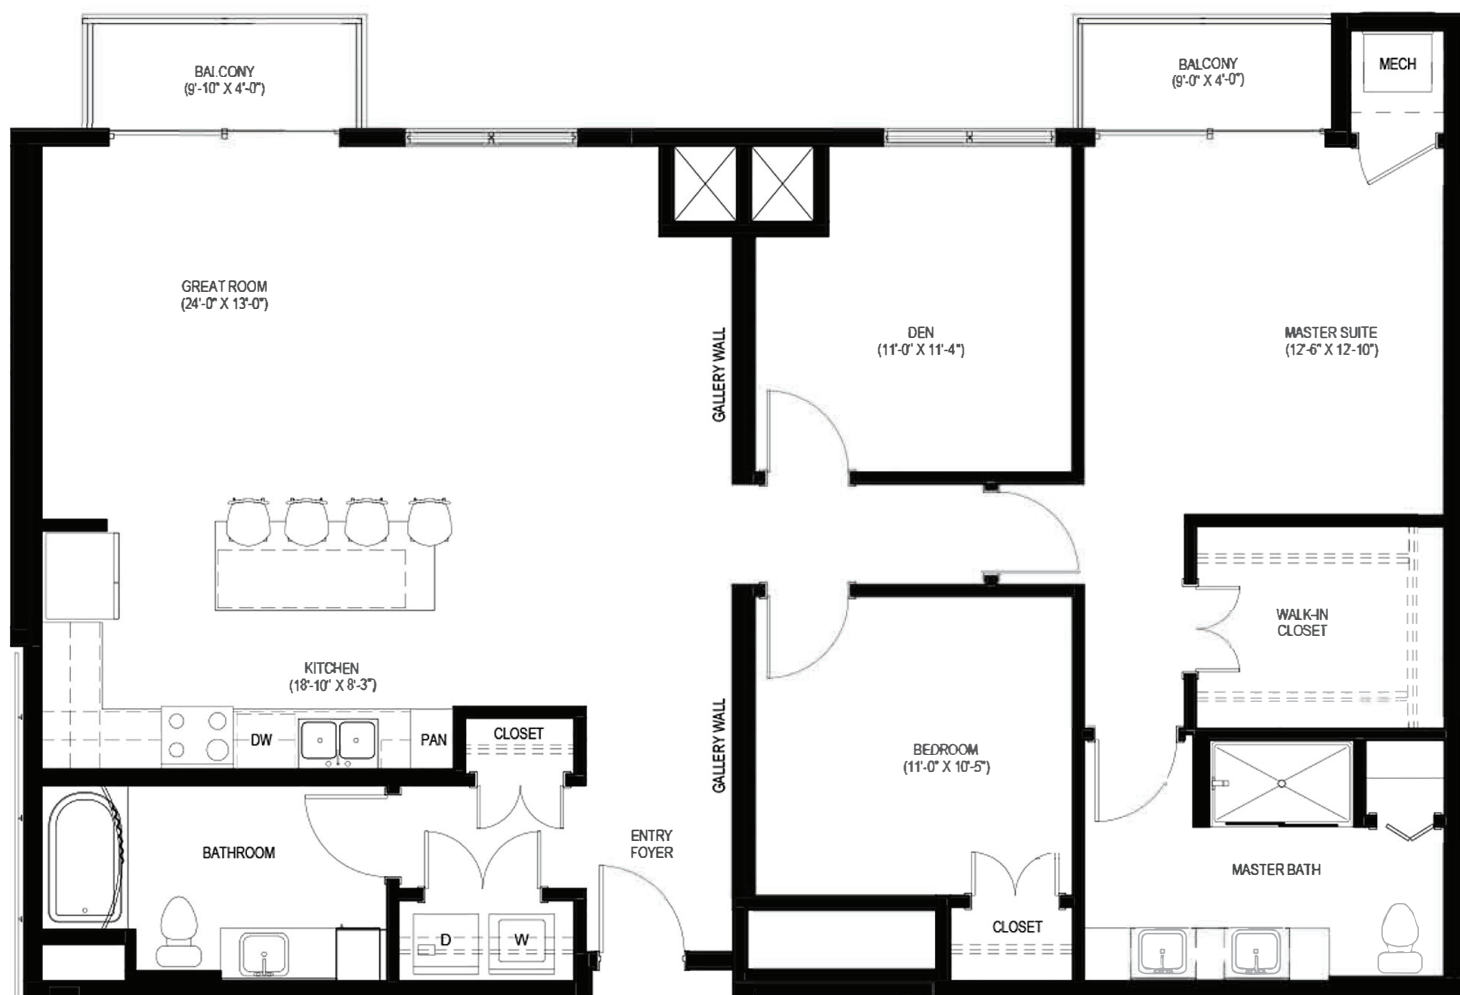 BALCONY
(9'-10" X 4'-0")
BALCONY
(9'-0" X 4'-0")
MECH
GREAT ROOM
(24'-0" X 13'-0")
GALLERY WALL
DEN
(11'-0" X 11'-4")
MASTER SUITE
(12'-6" X 12'-10")
WALK-IN
CLOSET
KITCHEN
(18'-10" X 8'-3")
DW
PAN
CLOSET
GALLERY WALL
BEDROOM
(11'-0" X 10'-5")
ENTRY
FOYER
BATHROOM
MASTER BATH
D
W
CLOSET